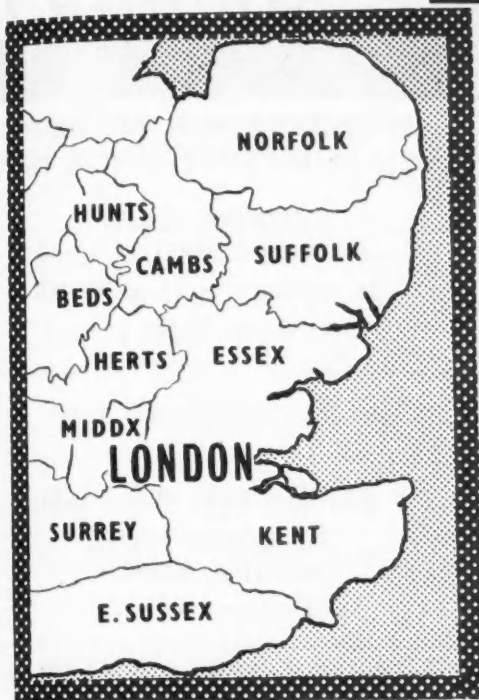 NORFOLK
HUNTS
CAMBS
SUFFOLK
BEDS
HERTS
ESSEX
MIDDX
LONDON
SURREY
KENT
E. SUSSEX